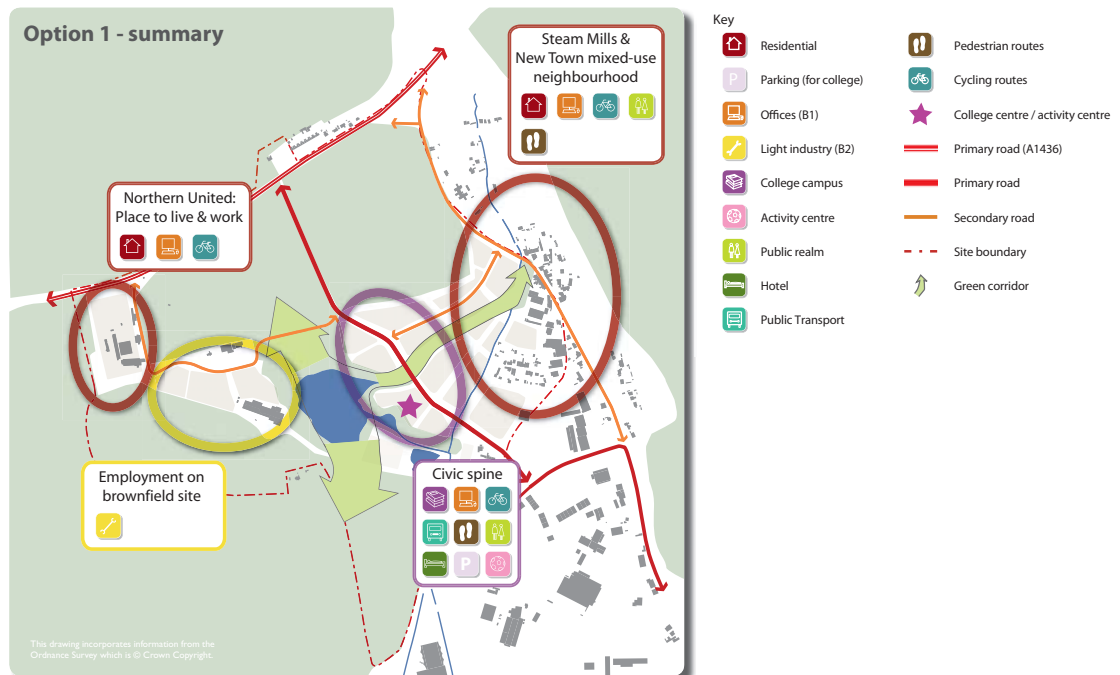 Option 1 - summary
Steam Mills &
New Town mixed-use
neighbourhood
Northern United:
Place to live & work
Employment on
brownfield site
Civic spine
P
This drawing incorporates information from the
Ordnance Survey which is © Crown Copyright.
Key
Residential
P
Parking (for college)
Offices (B1)
Light industry (B2)
College campus
Activity centre
Public realm
Hotel
Public Transport
Pedestrian routes
Cycling routes
College centre / activity centre
Primary road (A1436)
Primary road
Secondary road
Site boundary
Green corridor